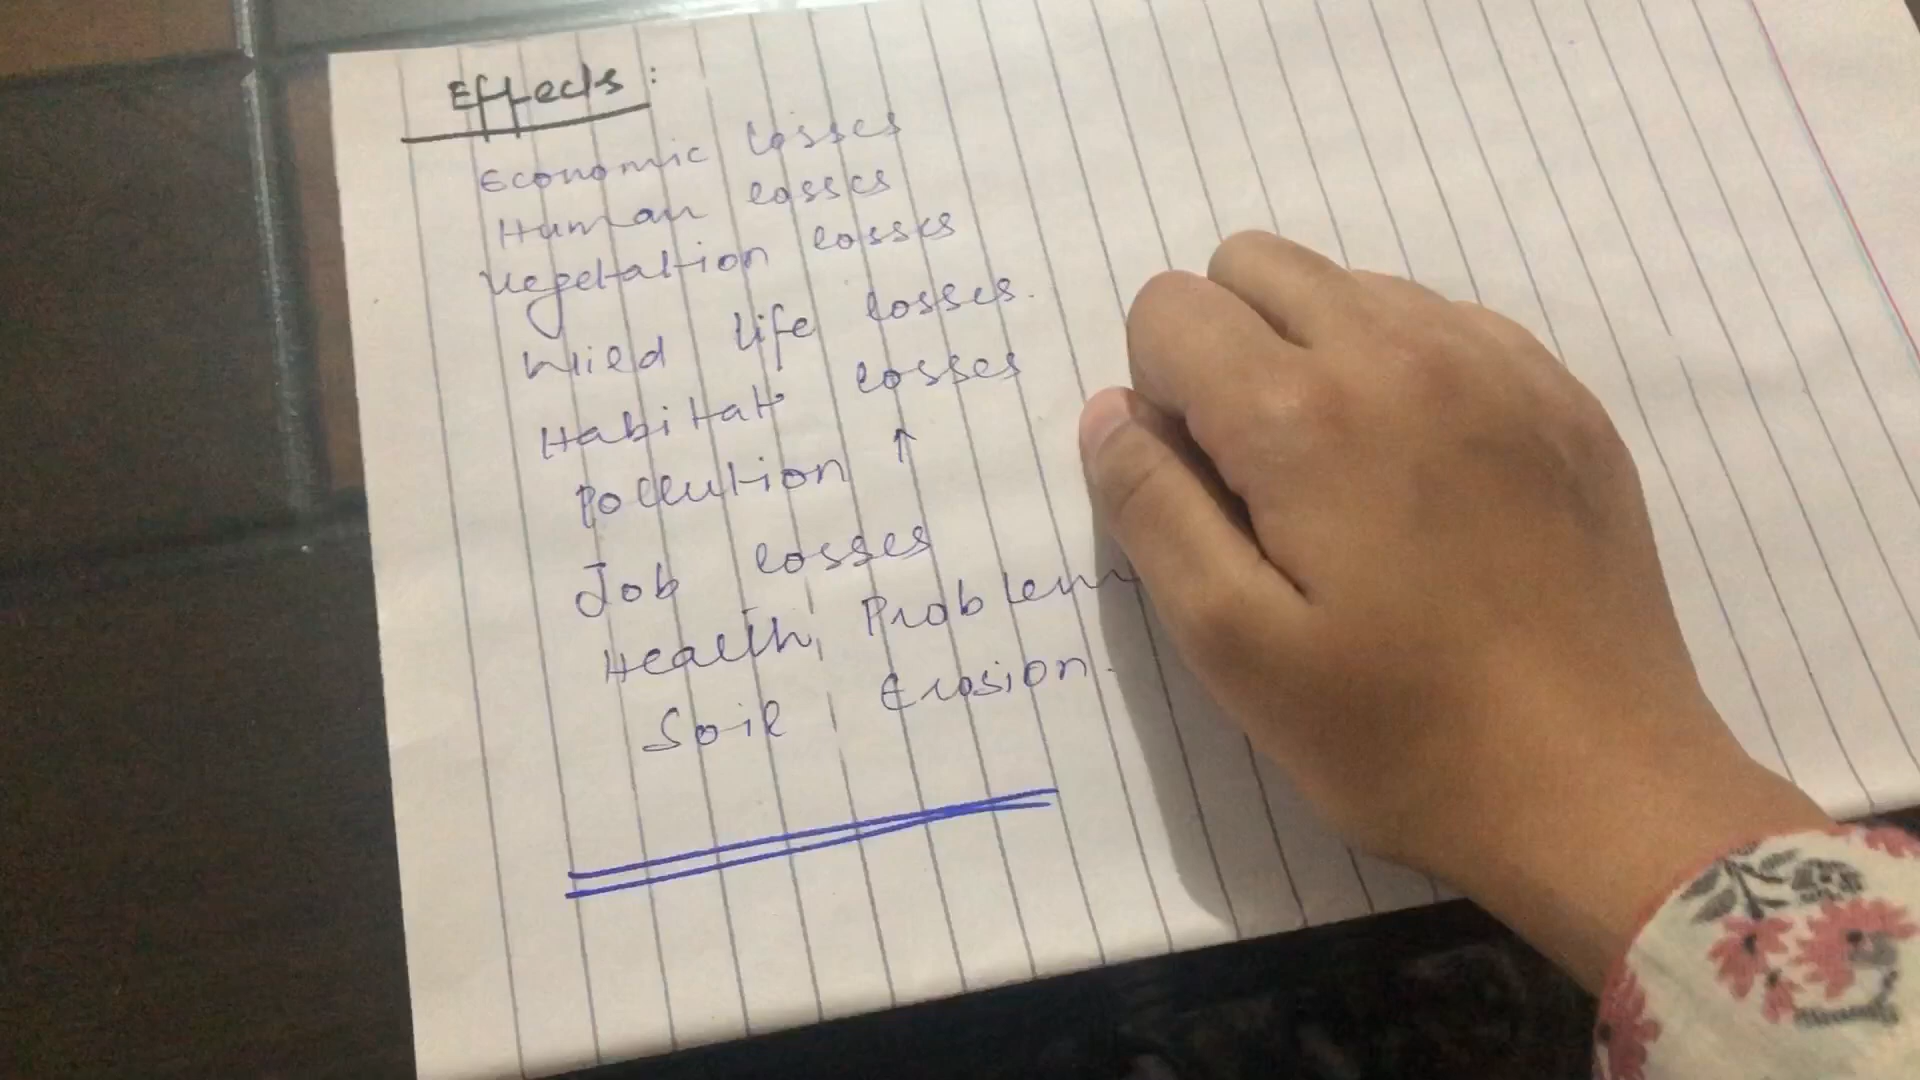 Effects:
Economic losses
Human losses
Vegetation losses
Wild life losses.
Habitat losses
Pollution ↑
Job losses
Health Problem
Soil Erosion.